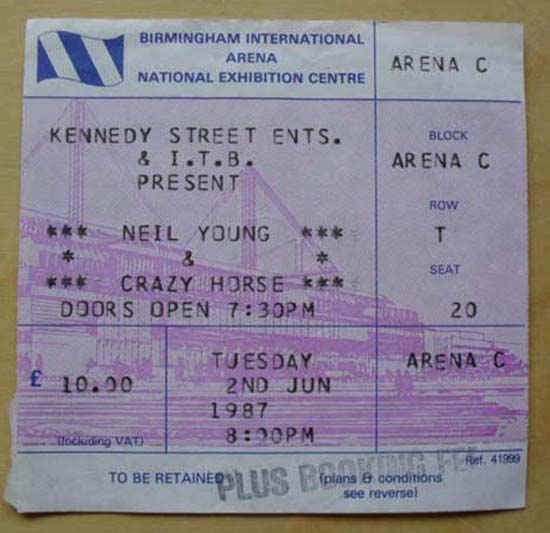 BIRMINGHAM INTERNATIONAL
ARENA
NATIONAL EXHIBITION CENTRE
ARENA C
KENNEDY STREET ENTS.
& I.T.B.
PRESENT
*** NEIL YOUNG ***
* & *
*** CRAZY HORSE ***
DOORS OPEN 7:30PM
BLOCK
ARENA C
ROW
T
SEAT
20
£ 10.00
(Including VAT)
TUESDAY
2ND JUN
1987
8:00PM
ARENA C
Ref. 41999
TO BE RETAINED
(plans & conditions
see reverse)
PLUS BOOKING FEE